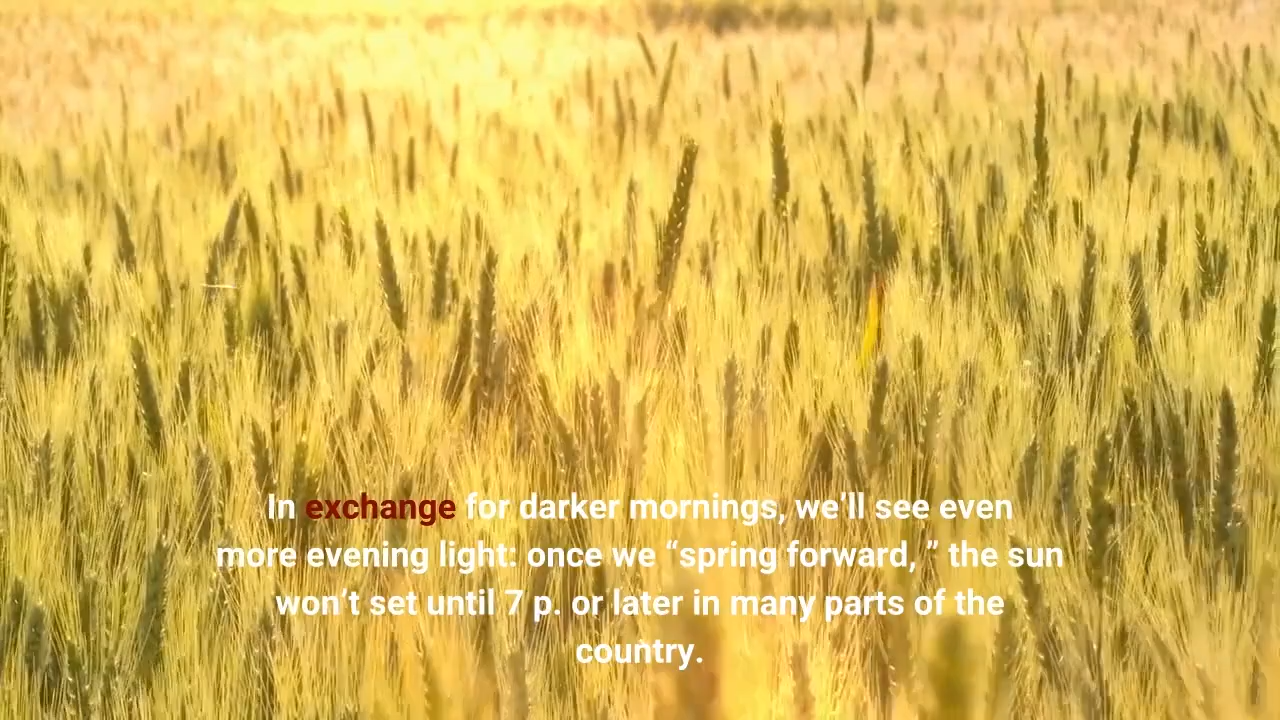 In exchange for darker mornings, we’ll see even
more evening light: once we “spring forward, ” the sun
won’t set until 7 p. or later in many parts of the
country.